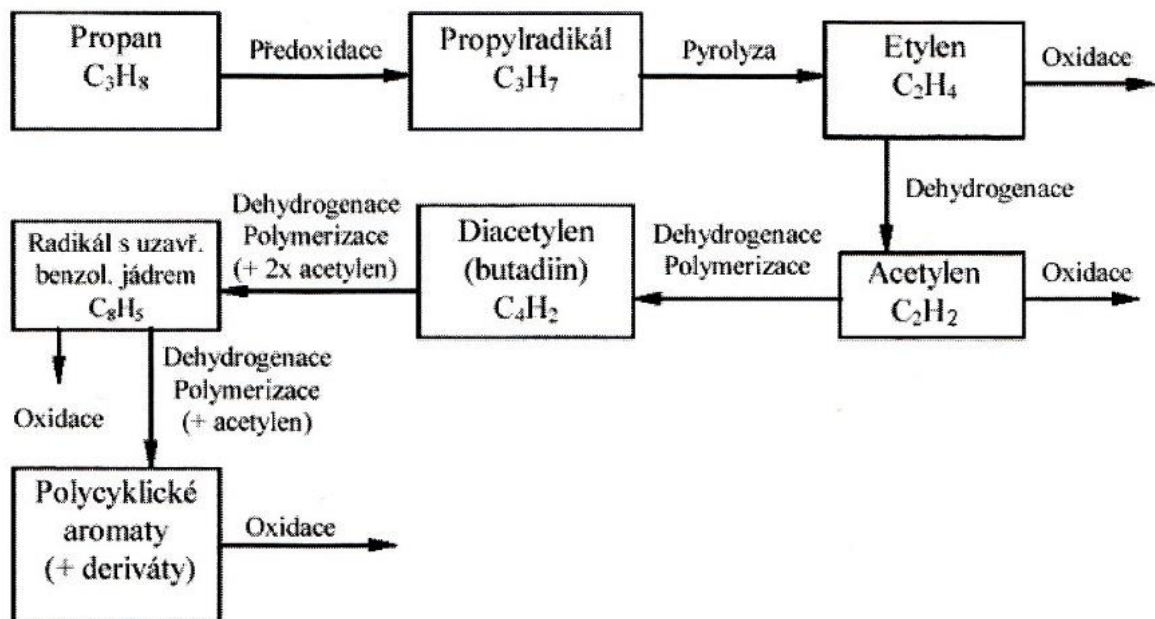 Propan
C₃H₈
Předoxidace
Propylradikál
C₃H₇
Pyrolyza
Etylen
C₂H₄
Oxidace
Dehydrogenace
Radikál s uzavř.
benzol. jádrem
C₈H₅
Dehydrogenace
Polymerizace
(+ 2x acetylen)
Diacetylen
(butadiin)
C₄H₂
Dehydrogenace
Polymerizace
Acetylen
C₂H₂
Oxidace
Oxidace
Dehydrogenace
Polymerizace
(+ acetylen)
Polycyklické
aromaty
(+ deriváty)
Oxidace